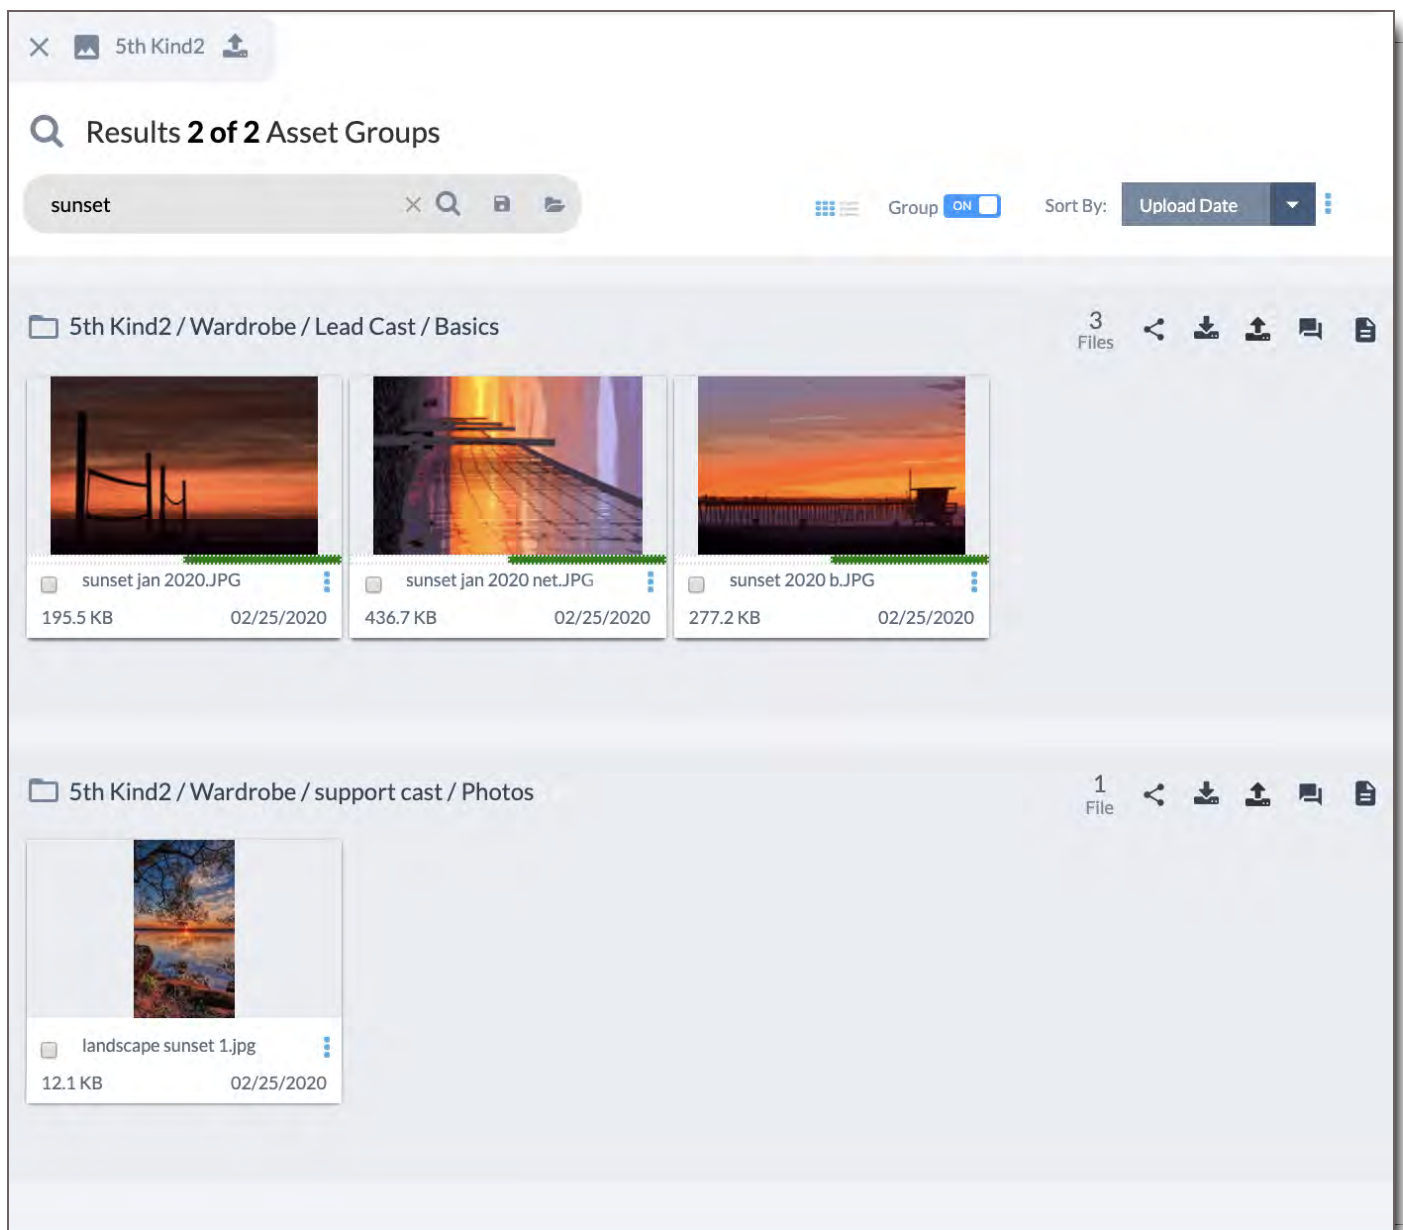 5th Kind2
Results 2 of 2 Asset Groups
sunset
Group ON Sort By: Upload Date
5th Kind2 / Wardrobe / Lead Cast / Basics
3 Files
sunset jan 2020.JPG
195.5 KB 02/25/2020
sunset jan 2020 net.JPG
436.7 KB 02/25/2020
sunset 2020 b.JPG
277.2 KB 02/25/2020
5th Kind2 / Wardrobe / support cast / Photos
1 File
landscape sunset 1.jpg
12.1 KB 02/25/2020